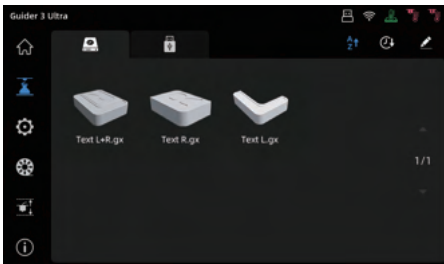 Guider 3 Ultra
A
Z
Text L+R.gx
Text R.gx
Text L.gx
1/1